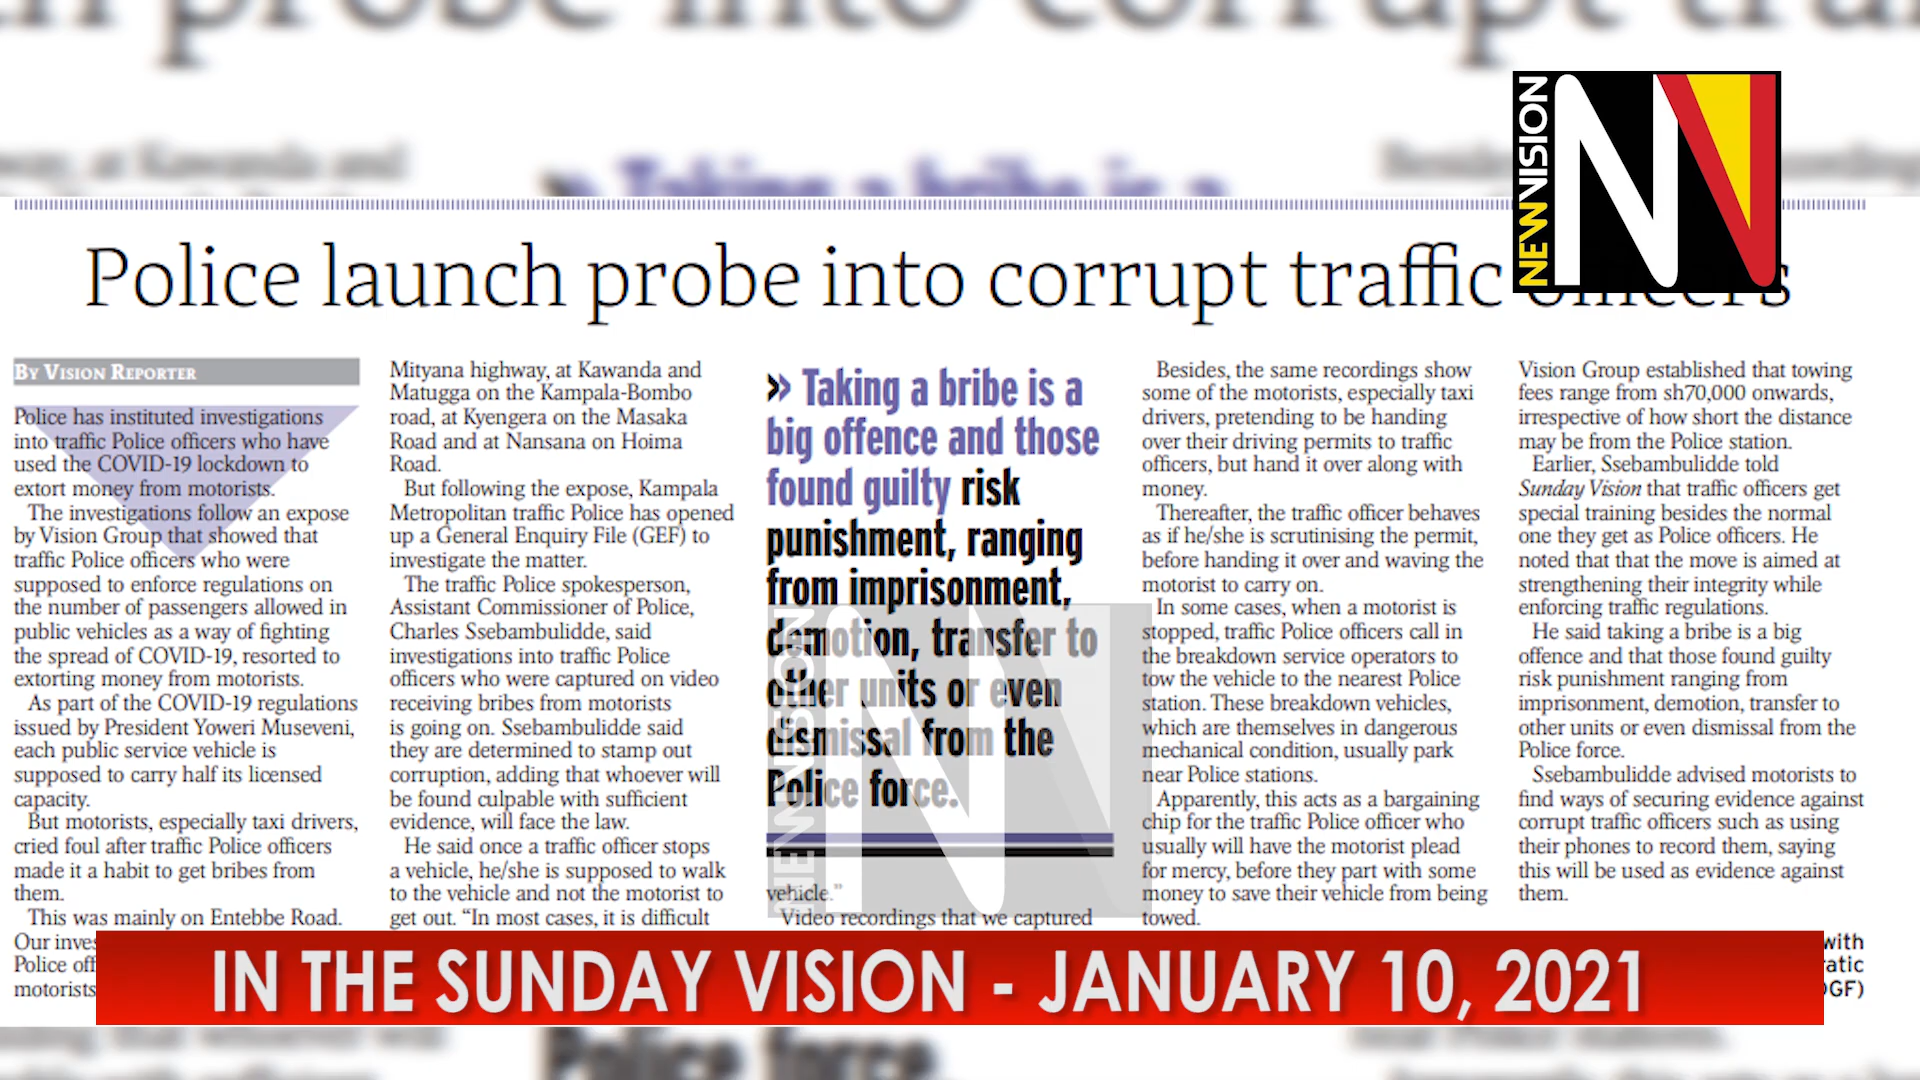 NEW VISION
Police launch probe into corrupt traffic officers
BY VISION REPORTER
Police has instituted investigations
into traffic Police officers who have
used the COVID-19 lockdown to
extort money from motorists.
The investigations follow an expose
by Vision Group that showed that
traffic Police officers who were
supposed to enforce regulations on
the number of passengers allowed in
public vehicles as a way of fighting
the spread of COVID-19, resorted to
extorting money from motorists.
As part of the COVID-19 regulations
issued by President Yoweri Museveni,
each public service vehicle is
supposed to carry half its licensed
capacity.
But motorists, especially taxi drivers,
cried foul after traffic Police officers
made it a habit to get bribes from
them.
This was mainly on Entebbe Road.
Our
Police
motorists
Mityana highway, at Kawanda and
Matugga on the Kampala-Bombo
road, at Kyengera on the Masaka
Road and at Nansana on Hoima
Road.
But following the expose, Kampala
Metropolitan traffic Police has opened
up a General Enquiry File (GEF) to
investigate the matter.
The traffic Police spokesperson,
Assistant Commissioner of Police,
Charles Ssebambulidde, said
investigations into traffic Police
officers who were captured on video
receiving bribes from motorists
is going on. Ssebambulidde said
they are determined to stamp out
corruption, adding that whoever will
be found culpable with sufficient
evidence, will face the law.
He said once a traffic officer stops
a vehicle, he/she is supposed to walk
to the vehicle and not the motorist to
get out. “In most cases, it is difficult
» Taking a bribe is a
big offence and those
found guilty risk
punishment, ranging
from imprisonment,
demotion, transfer to
other units or even
dismissal from the
Police force.
vehicle.”
Video recordings that we captured
Besides, the same recordings show
some of the motorists, especially taxi
drivers, pretending to be handing
over their driving permits to traffic
officers, but hand it over along with
money.
Thereafter, the traffic officer behaves
as if he/she is scrutinising the permit,
before handing it over and waving the
motorist to carry on.
In some cases, when a motorist is
stopped, traffic Police officers call in
the breakdown service operators to
tow the vehicle to the nearest Police
station. These breakdown vehicles,
which are themselves in dangerous
mechanical condition, usually park
near Police stations.
Apparently, this acts as a bargaining
chip for the traffic Police officer who
usually will have the motorist plead
for mercy, before they part with some
money to save their vehicle from being
towed.
Vision Group established that towing
fees range from sh70,000 onwards,
irrespective of how short the distance
may be from the Police station.
Earlier, Ssebambulidde told
Sunday Vision that traffic officers get
special training besides the normal
one they get as Police officers. He
noted that that the move is aimed at
strengthening their integrity while
enforcing traffic regulations.
He said taking a bribe is a big
offence and that those found guilty
risk punishment ranging from
imprisonment, demotion, transfer to
other units or even dismissal from the
Police force.
Ssebambulidde advised motorists to
find ways of securing evidence against
corrupt traffic officers such as using
their phones to record them, saying
this will be used as evidence against
them.
with
IN THE SUNDAY VISION - JANUARY 10, 2021